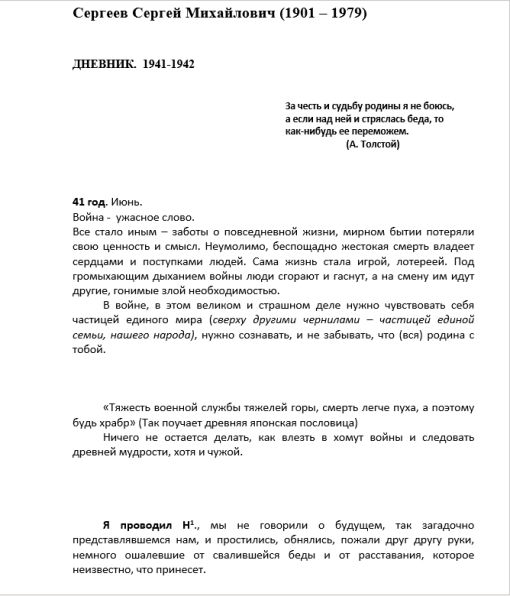 Сергеев Сергей Михайлович (1901 – 1979)
ДНЕВНИК. 1941-1942
За честь и судьбу родины я не боюсь,
а если над ней и стряслась беда, то
как-нибудь ее переможем.
(А. Толстой)
41 год. Июнь.
Война - ужасное слово.
Все стало иным – заботы о повседневной жизни, мирном бытии потеряли
свою ценность и смысл. Неумолимо, беспощадно жестокая смерть владеет
сердцами и поступками людей. Сама жизнь стала игрой, лотереей. Под
громыхающим дыханием войны люди сгорают и гаснут, а на смену им идут
другие, гонимые злой необходимостью.
В войне, в этом великом и страшном деле нужно чувствовать себя
частицей единого мира (сверху другими чернилами – частицей единой
семьи, нашего народа), нужно сознавать, и не забывать, что (вся) родина с
тобой.
«Тяжесть военной службы тяжелей горы, смерть легче пуха, а поэтому
будь храбр» (Так поучает древняя японская пословица)
Ничего не остается делать, как влезть в хомут войны и следовать
древней мудрости, хотя и чужой.
Я проводил Н¹., мы не говорили о будущем, так загадочно
представлявшемся нам, и простились, обнялись, пожали друг другу руки,
немного ошалевшие от свалившейся беды и от расставания, которое
неизвестно, что принесет.